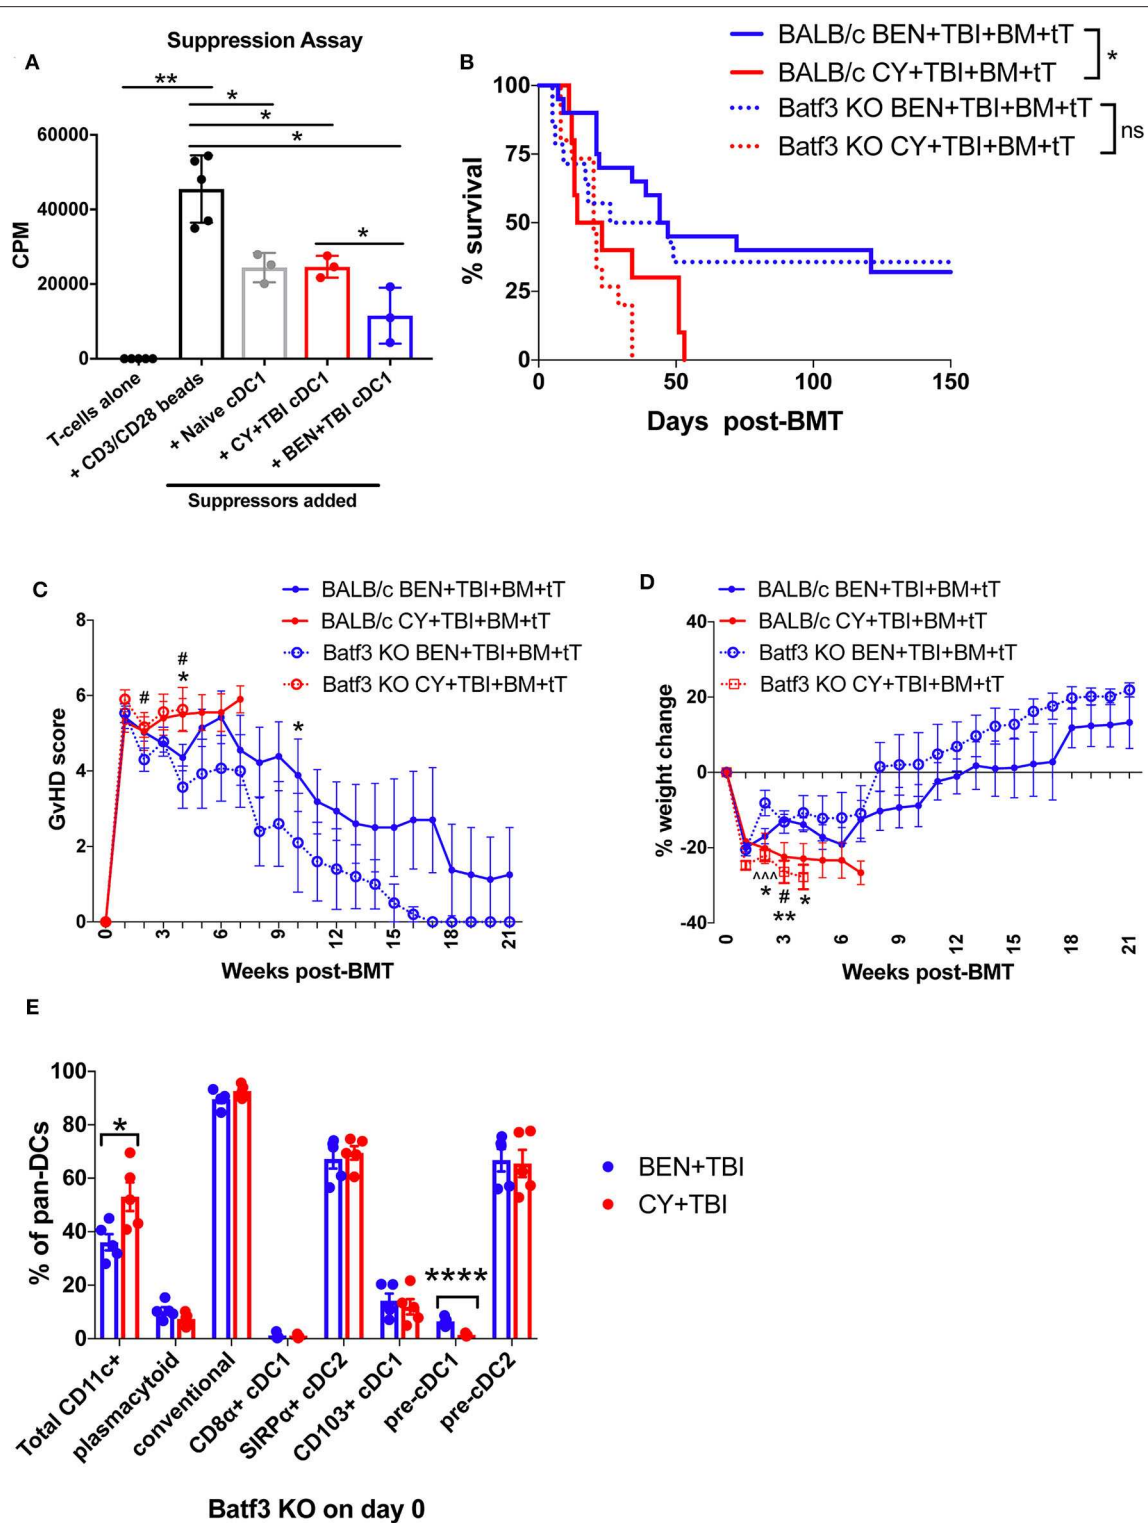 A
Suppression Assay
**
*
*
*
*
CPM
60000
40000
20000
0
T-cells alone
+ CD3/CD28 beads
+ Naive cDC1
+ CY+TBI cDC1
+ BEN+TBI cDC1
Suppressors added
B
BALB/c BEN+TBI+BM+tT
BALB/c CY+TBI+BM+tT
*
Batf3 KO BEN+TBI+BM+tT
Batf3 KO CY+TBI+BM+tT
ns
% survival
100
75
50
25
0
0 50 100 150
Days post-BMT
C
BALB/c BEN+TBI+BM+tT
BALB/c CY+TBI+BM+tT
Batf3 KO BEN+TBI+BM+tT
Batf3 KO CY+TBI+BM+tT
GvHD score
8
6
4
2
0
#
#
*
*
0 3 6 9 12 15 18 21
Weeks post-BMT
D
BALB/c BEN+TBI+BM+tT
BALB/c CY+TBI+BM+tT
Batf3 KO BEN+TBI+BM+tT
Batf3 KO CY+TBI+BM+tT
% weight change
40
20
0
-20
-40
^^^
*
#
**
*
0 3 6 9 12 15 18 21
Weeks post-BMT
E
% of pan-DCs
100
80
60
40
20
0
*
****
BEN+TBI
CY+TBI
Total CD11c+
plasmacytoid
conventional
CD8α+ cDC1
SIRPα+ cDC2
CD103+ cDC1
pre-cDC1
pre-cDC2
Batf3 KO on day 0